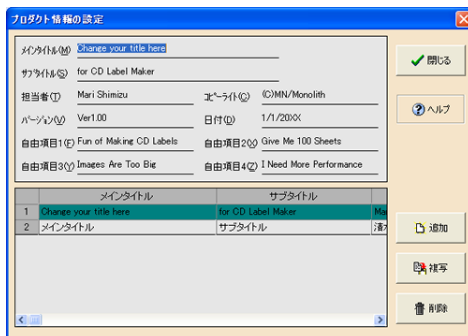 プロダクト情報の設定
メインタイトル(M) Change your title here
サブタイトル(S) for CD Label Maker
担当者(T) Mari Shimizu コピーライト(C) (C)MN/Monolith
バージョン(V) Ver1.00 日付(D) 1/1/20XX
自由項目1(F) Fun of Making CD Labels 自由項目2(X) Give Me 100 Sheets
自由項目3(Y) Images Are Too Big 自由項目4(Z) I Need More Performance
閉じる
ヘルプ
メインタイトル サブタイトル
1 Change your title here for CD Label Maker Mar
2 メインタイトル サブタイトル 清水
追加
複写
削除